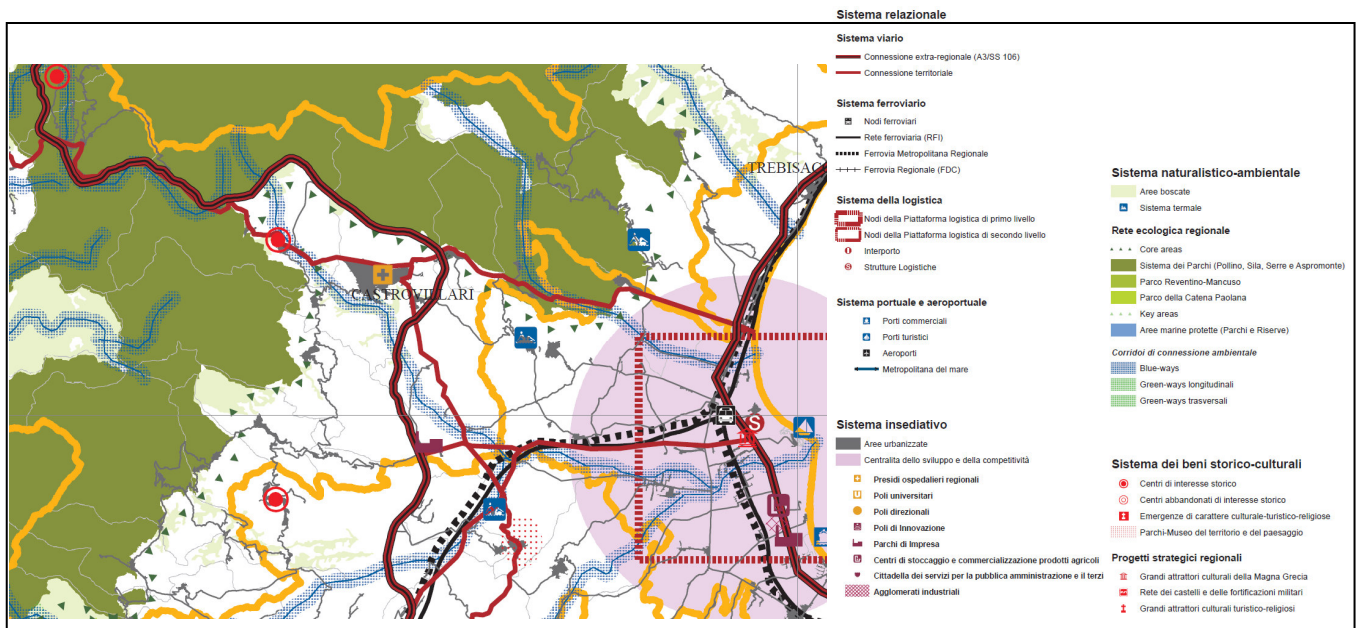 Sistema relazionale
Sistema viario
Connessione extra-regionale (A3/SS 106)
Connessione territoriale
Sistema ferroviario
Nodi ferroviari
Rete ferroviaria (RFI)
Ferrovia Metropolitana Regionale
Ferrovia Regionale (FDC)
Sistema della logistica
Nodi della Piattaforma logistica di primo livello
Nodi della Piattaforma logistica di secondo livello
Interporto
Strutture Logistiche
Sistema portuale e aeroportuale
Porti commerciali
Porti turistici
Aeroporti
Metropolitana del mare
Sistema insediativo
Aree urbanizzate
Centralita dello sviluppo e della competitività
Presidi ospedalieri regionali
Poli universitari
Poli direzionali
Poli di Innovazione
Parchi di Impresa
Centri di stoccaggio e commercializzazione prodotti agricoli
Cittadella dei servizi per la pubblica amministrazione e il terzi
Agglomerati industriali
Sistema naturalistico-ambientale
Aree boscate
Sistema termale
Rete ecologica regionale
Core areas
Sistema dei Parchi (Pollino, Sila, Serre e Aspromonte)
Parco Reventino-Mancuso
Parco della Catena Paolana
Key areas
Aree marine protette (Parchi e Riserve)
Corridoi di connessione ambientale
Blue-ways
Green-ways longitudinali
Green-ways trasversali
Sistema dei beni storico-culturali
Centri di interesse storico
Centri abbandonati di interesse storico
Emergenze di carattere culturale-turistico-religiose
Parchi-Museo del territorio e del paesaggio
Progetti strategici regionali
Grandi attrattori culturali della Magna Grecia
Rete dei castelli e delle fortificazioni militari
Grandi attrattori culturali turistico-religiosi
TREBISAC
CASTROVILLARI
S